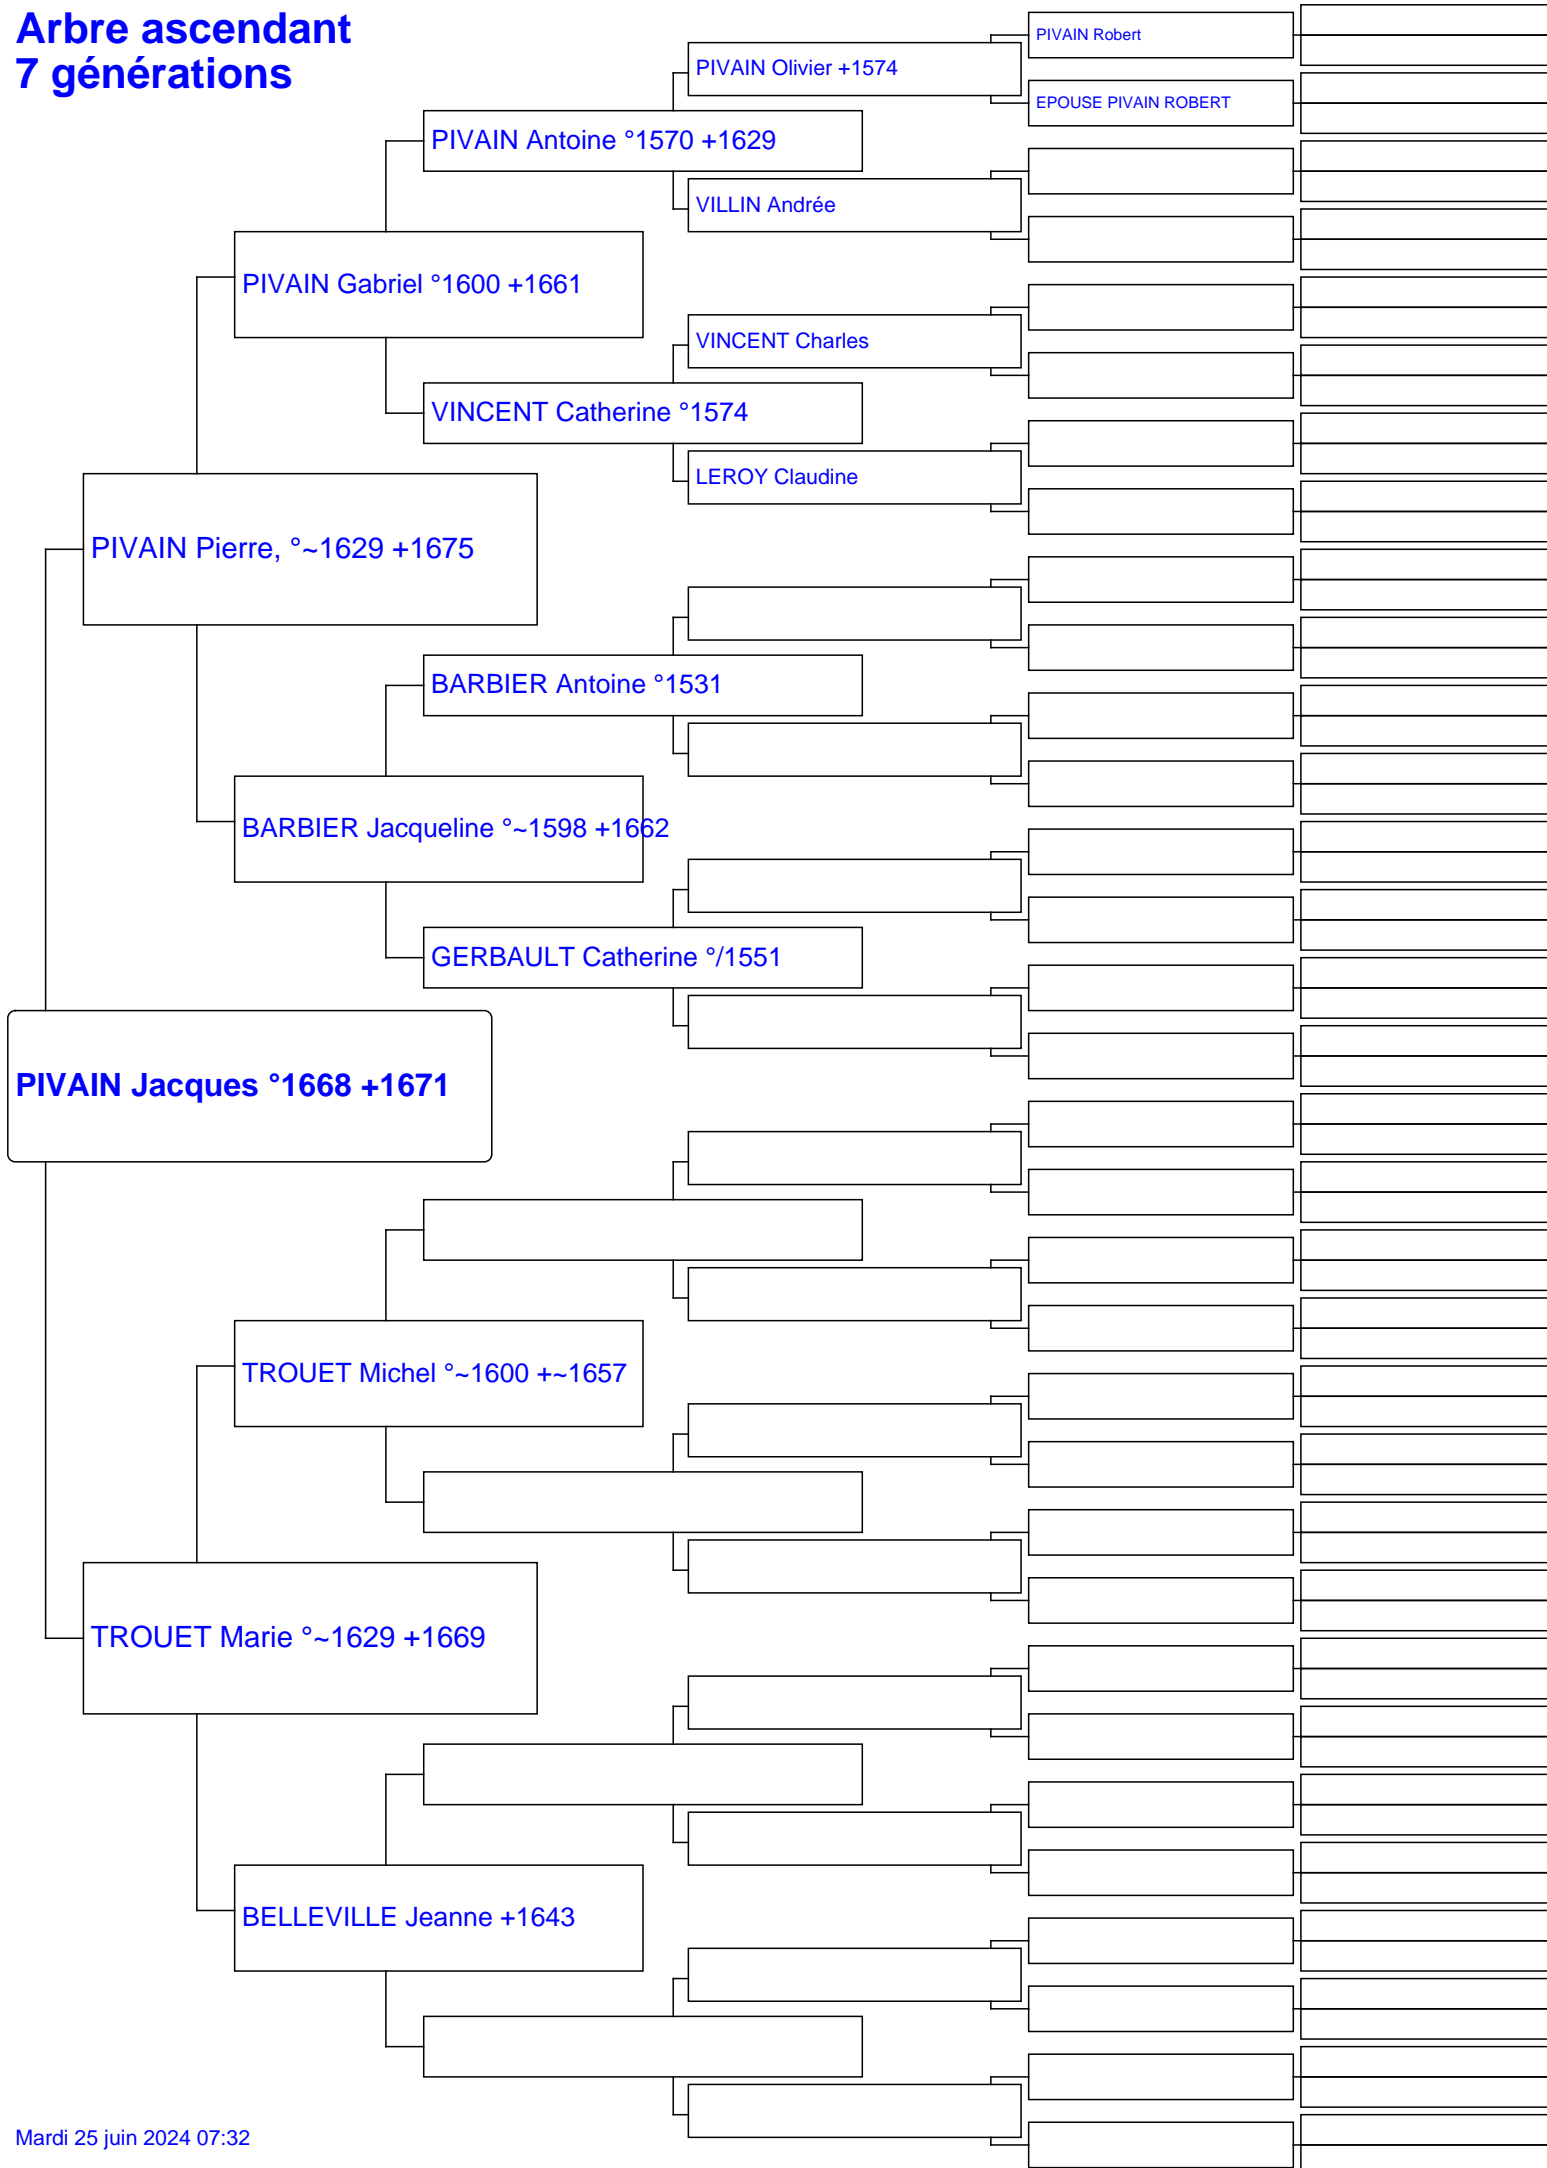 Arbre ascendant
7 générations
PIVAIN Robert
PIVAIN Olivier +1574
EPOUSE PIVAIN ROBERT
PIVAIN Antoine °1570 +1629
VILLIN Andrée
PIVAIN Gabriel °1600 +1661
VINCENT Charles
VINCENT Catherine °1574
LEROY Claudine
PIVAIN Pierre, °~1629 +1675
BARBIER Antoine °1531
BARBIER Jacqueline °~1598 +1662
GERBAULT Catherine °/1551
PIVAIN Jacques °1668 +1671
TROUET Michel °~1600 +~1657
TROUET Marie °~1629 +1669
BELLEVILLE Jeanne +1643
Mardi 25 juin 2024 07:32